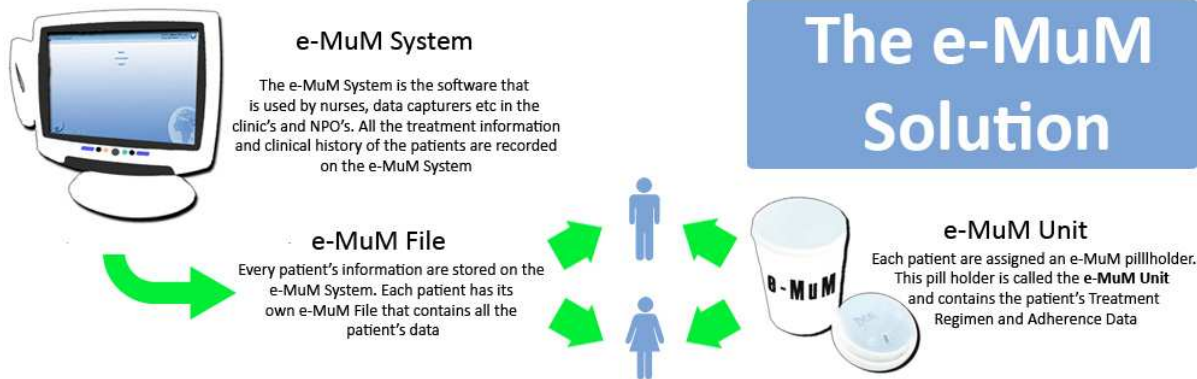 The e-MuM
Solution
e-MuM System
The e-MuM System is the software that
is used by nurses, data capturers etc in the
clinic's and NPO's. All the treatment information
and clinical history of the patients are recorded
on the e-MuM System
e-MuM File
Every patient's information are stored on the
e-MuM System. Each patient has its
own e-MuM File that contains all the
patient's data
e-MuM
e-MuM Unit
Each patient are assigned an e-MuM pilllholder.
This pill holder is called the e-MuM Unit
and contains the patient's Treatment
Regimen and Adherence Data